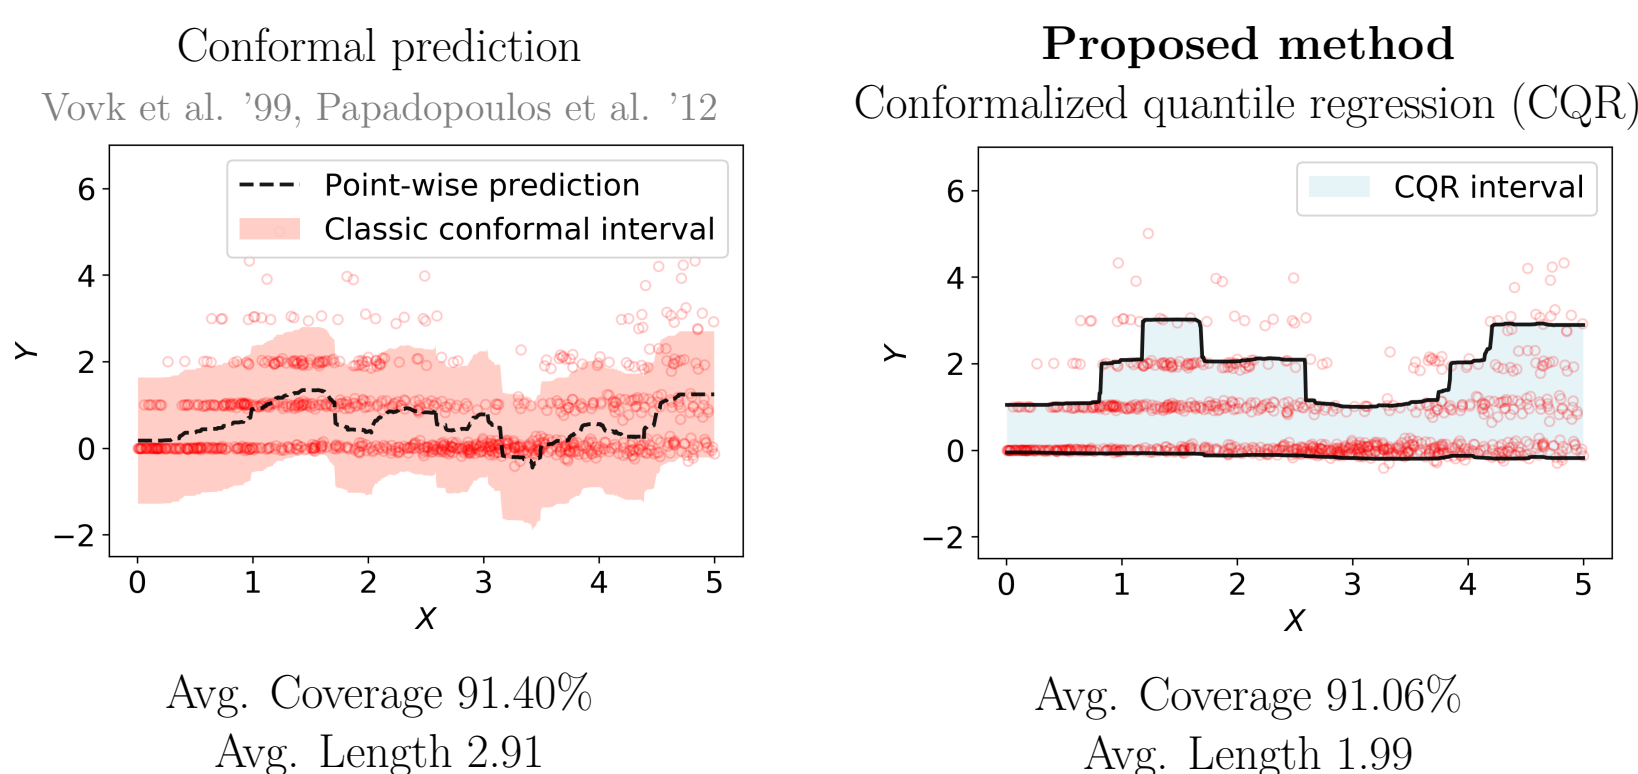 Conformal prediction
Vovk et al. ’99, Papadopoulos et al. ’12
Point-wise prediction
Classic conformal interval
6
4
2
0
−2
Y
0 1 2 3 4 5
X
Avg. Coverage 91.40%
Avg. Length 2.91
Proposed method
Conformalized quantile regression (CQR)
CQR interval
6
4
2
0
−2
Y
0 1 2 3 4 5
X
Avg. Coverage 91.06%
Avg. Length 1.99